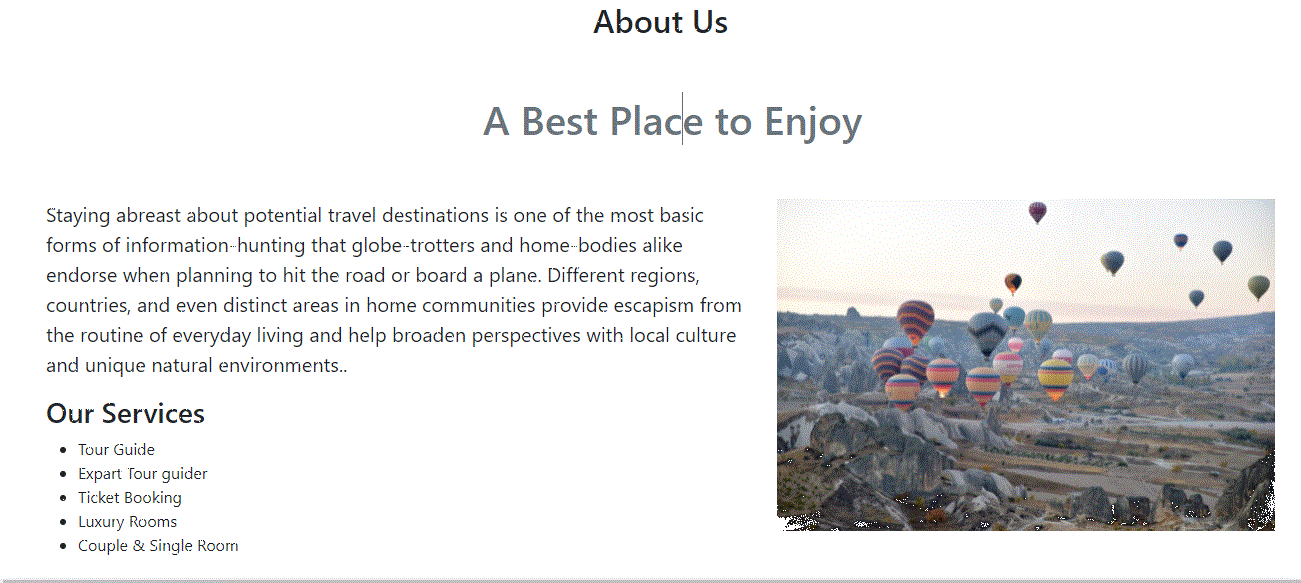 About Us
A Best Place to Enjoy
Staying abreast about potential travel destinations is one of the most basic
forms of information-hunting that globe-trotters and home-bodies alike
endorse when planning to hit the road or board a plane. Different regions,
countries, and even distinct areas in home communities provide escapism from
the routine of everyday living and help broaden perspectives with local culture
and unique natural environments..
Our Services
Tour Guide
Expart Tour guider
Ticket Booking
Luxury Rooms
Couple & Single Room